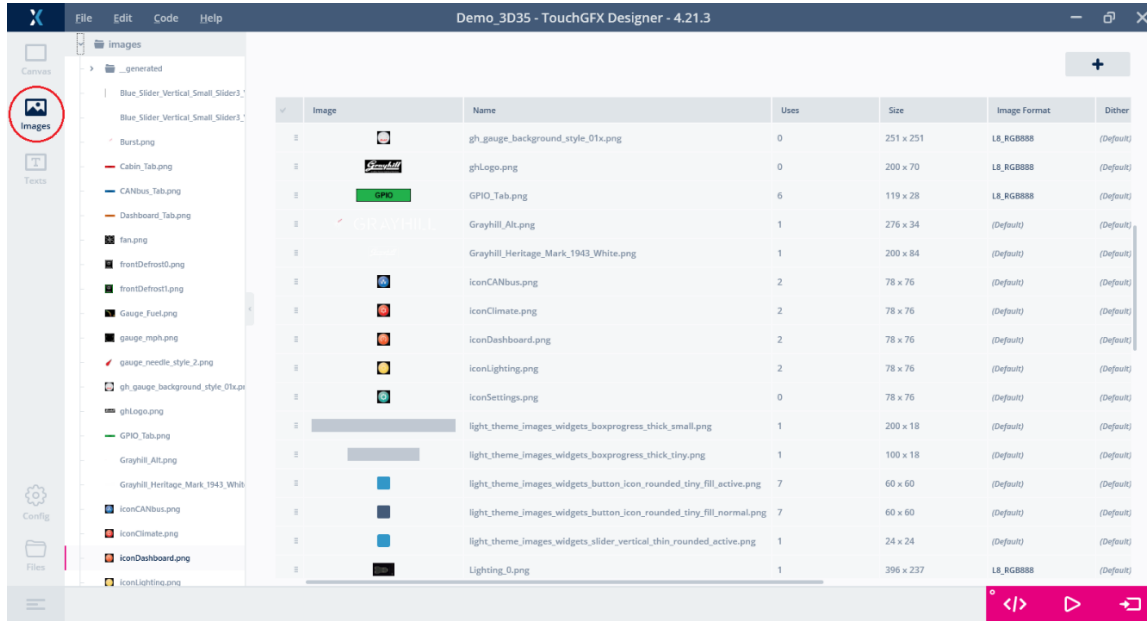 File Edit Code Help Demo_3D35 - TouchGFX Designer - 4.21.3
Canvas
Images
Texts
Config
Files
images
__generated
Blue_Slider_Vertical_Small_Slider3_
Blue_Slider_Vertical_Small_Slider3_
Burst.png
Cabin_Tab.png
CANbus_Tab.png
Dashboard_Tab.png
fan.png
frontDefrost0.png
frontDefrost1.png
Gauge_Fuel.png
gauge_mph.png
gauge_needle_style_2.png
gh_gauge_background_style_01x.pn
ghLogo.png
GPIO_Tab.png
Grayhill_Alt.png
Grayhill_Heritage_Mark_1943_Whit
iconCANbus.png
iconClimate.png
iconDashboard.png
iconLighting.png
Image Name Uses Size Image Format Dither
gh_gauge_background_style_01x.png 0 251 x 251 L8_RGB888 (Default)
Grayhill ghLogo.png 0 200 x 70 L8_RGB888 (Default)
GPIO GPIO_Tab.png 6 119 x 28 L8_RGB888 (Default)
GRAYHILL Grayhill_Alt.png 1 276 x 34 (Default) (Default)
Grayhill_Heritage_Mark_1943_White.png 1 200 x 84 (Default) (Default)
iconCANbus.png 2 78 x 76 (Default) (Default)
iconClimate.png 2 78 x 76 (Default) (Default)
iconDashboard.png 2 78 x 76 (Default) (Default)
iconLighting.png 2 78 x 76 (Default) (Default)
iconSettings.png 0 78 x 76 (Default) (Default)
light_theme_images_widgets_boxprogress_thick_small.png 1 200 x 18 (Default) (Default)
light_theme_images_widgets_boxprogress_thick_tiny.png 1 100 x 18 (Default) (Default)
light_theme_images_widgets_button_icon_rounded_tiny_fill_active.png 7 60 x 60 (Default) (Default)
light_theme_images_widgets_button_icon_rounded_tiny_fill_normal.png 7 60 x 60 (Default) (Default)
light_theme_images_widgets_slider_vertical_thin_rounded_active.png 1 24 x 24 (Default) (Default)
Lighting_0.png 1 396 x 237 L8_RGB888 (Default)